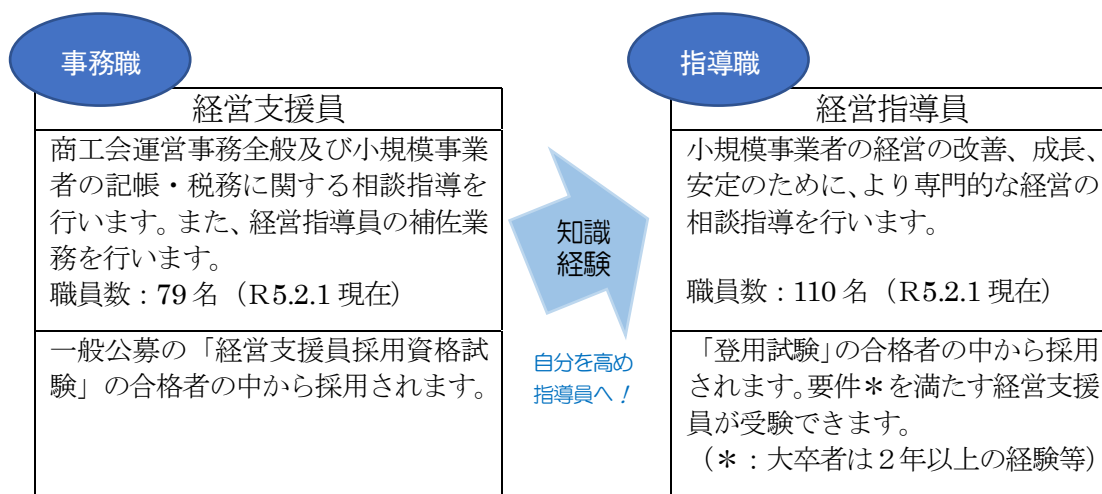 事務職
経営支援員
商工会運営事務全般及び小規模事業
者の記帳・税務に関する相談指導を
行います。また、経営指導員の補佐業
務を行います。
職員数：79 名（Ｒ5.2.1 現在）
一般公募の「経営支援員採用資格試
験」の合格者の中から採用されます。
知識
経験
自分を高め
指導員へ！
指導職
経営指導員
小規模事業者の経営の改善、成長、
安定のために、より専門的な経営の
相談指導を行います。
職員数：110 名（Ｒ5.2.1 現在）
「登用試験」の合格者の中から採用
されます。要件＊を満たす経営支援
員が受験できます。
（＊：大卒者は２年以上の経験等）